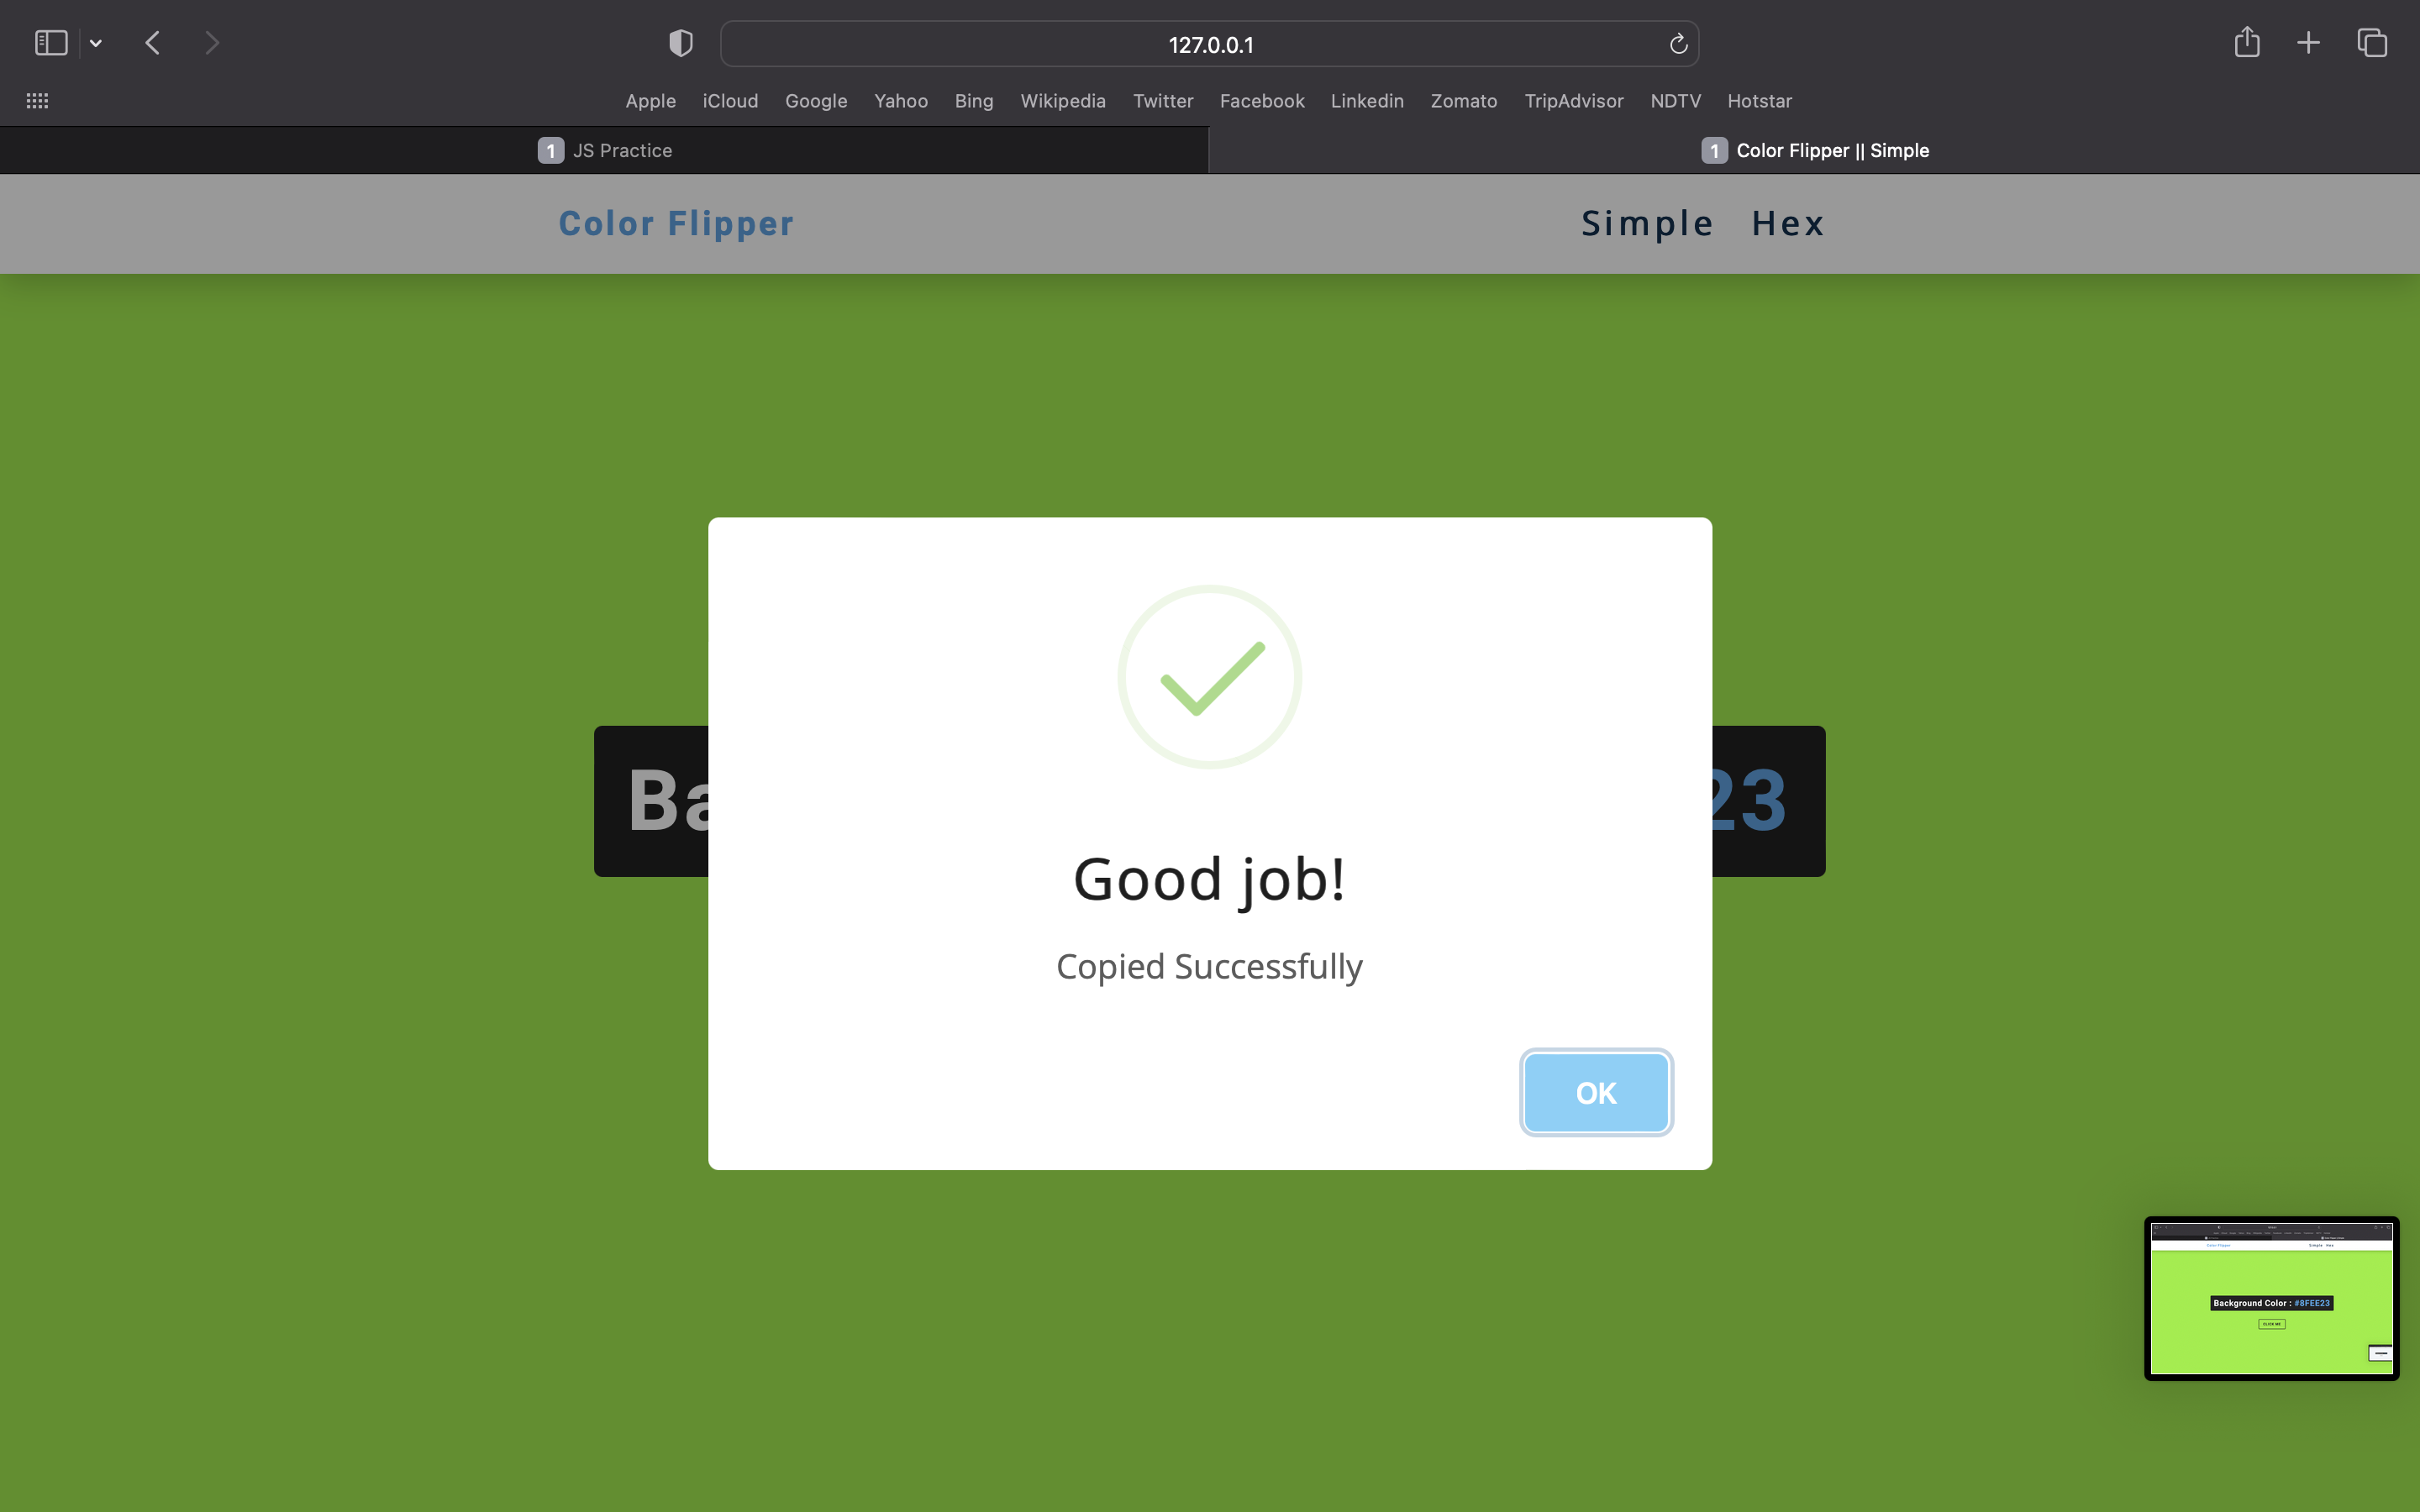 127.0.0.1
Apple iCloud Google Yahoo Bing Wikipedia Twitter Facebook Linkedin Zomato TripAdvisor NDTV Hotstar
1 JS Practice
1 Color Flipper || Simple
Color Flipper
Simple Hex
Ba
23
Good job!
Copied Successfully
OK
Background Color : #8FEE23
CLICK ME